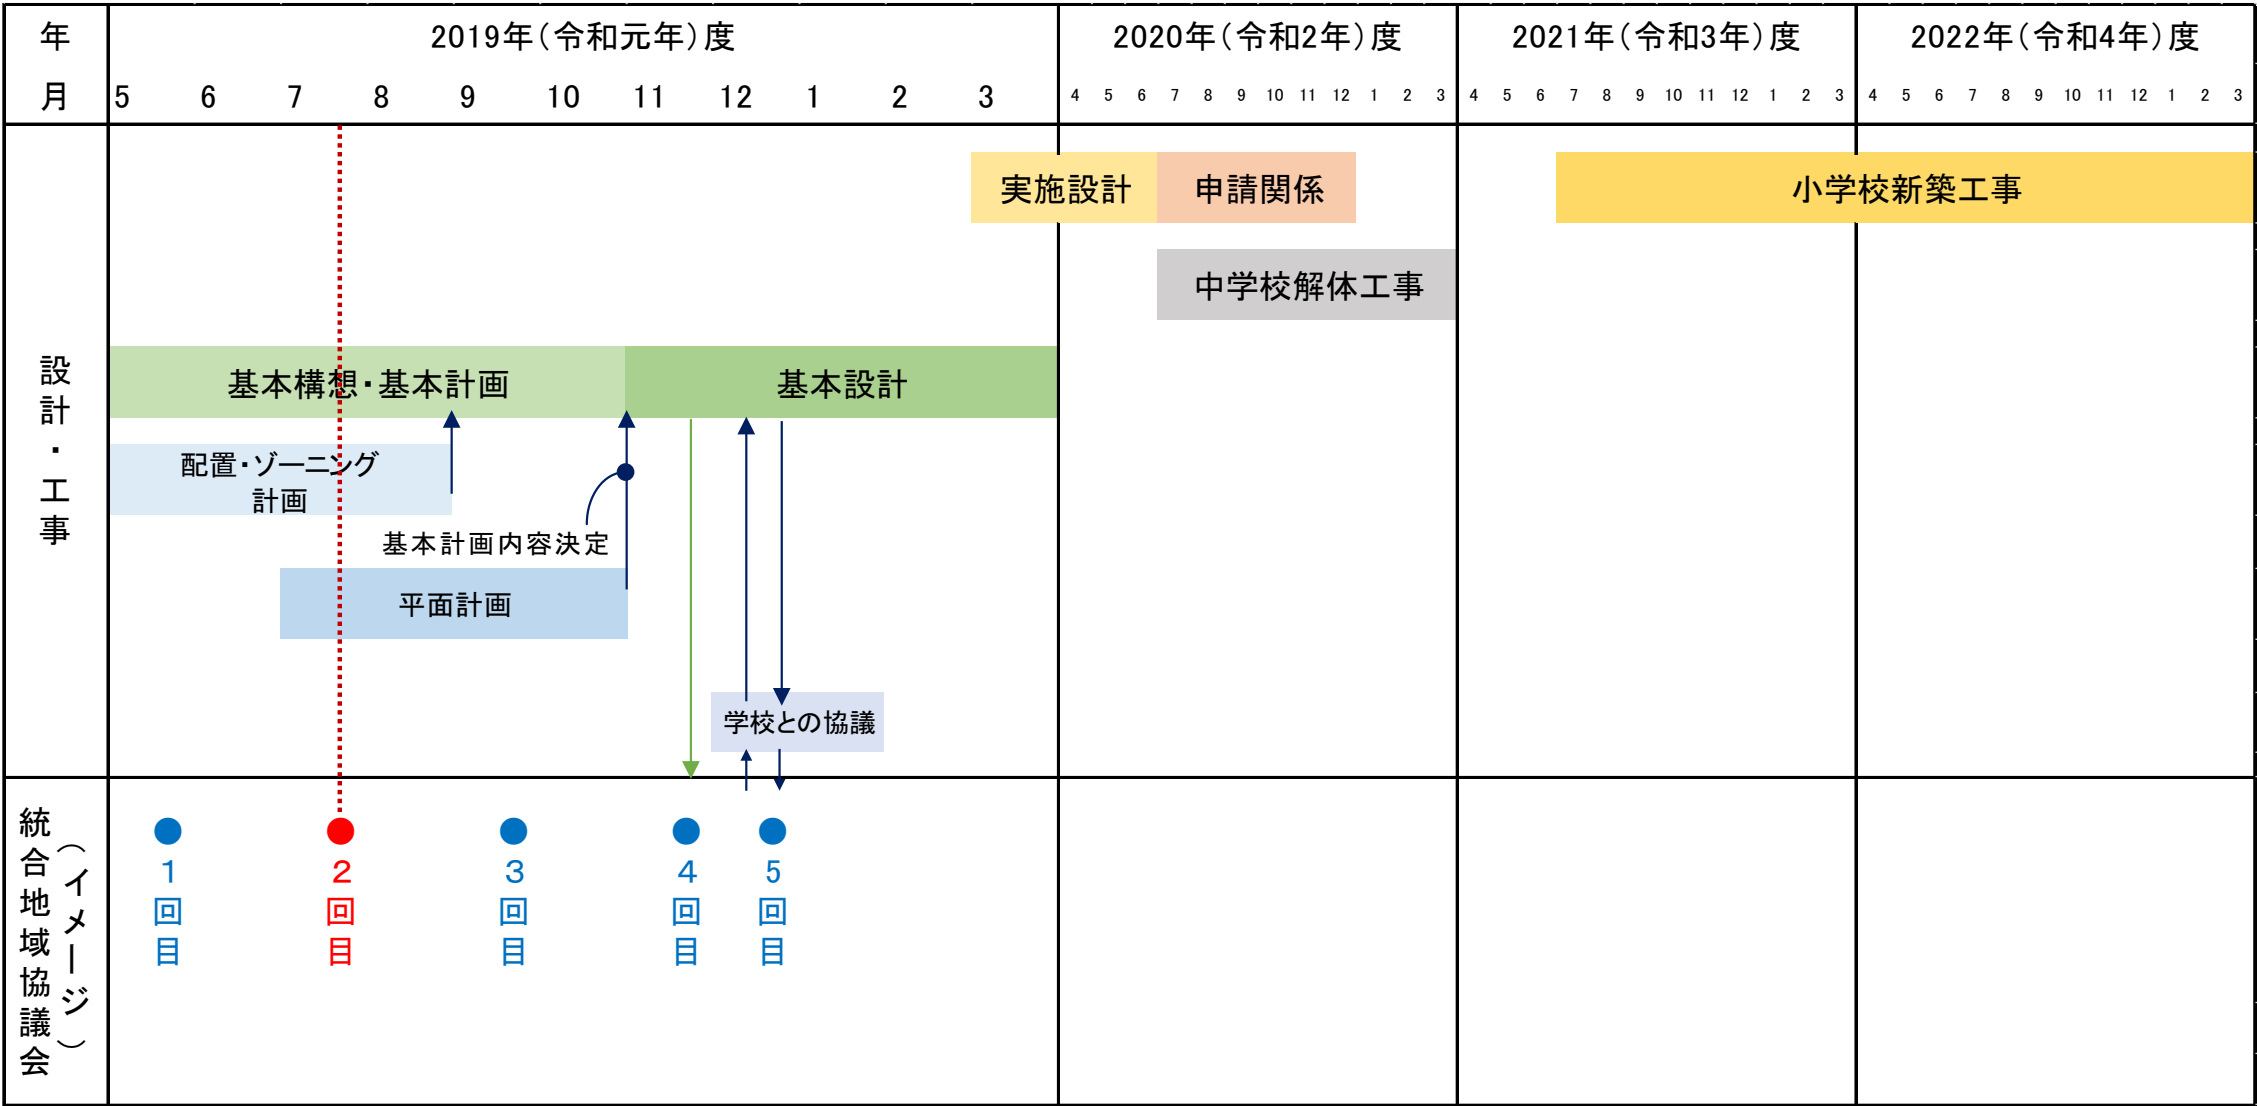 年 2019年(令和元年)度 2020年(令和2年)度 2021年(令和3年)度 2022年(令和4年)度
月 5 6 7 8 9 10 11 12 1 2 3 4 5 6 7 8 9 10 11 12 1 2 3 4 5 6 7 8 9 10 11 12 1 2 3 4 5 6 7 8 9 10 11 12 1 2 3
設計・工事
実施設計 申請関係 小学校新築工事
中学校解体工事
基本構想・基本計画 基本設計
配置・ゾーニング
計画
基本計画内容決定
平面計画
学校との協議
統合地域協議会
(イメージ)
1回目
2回目
3回目
4回目
5回目